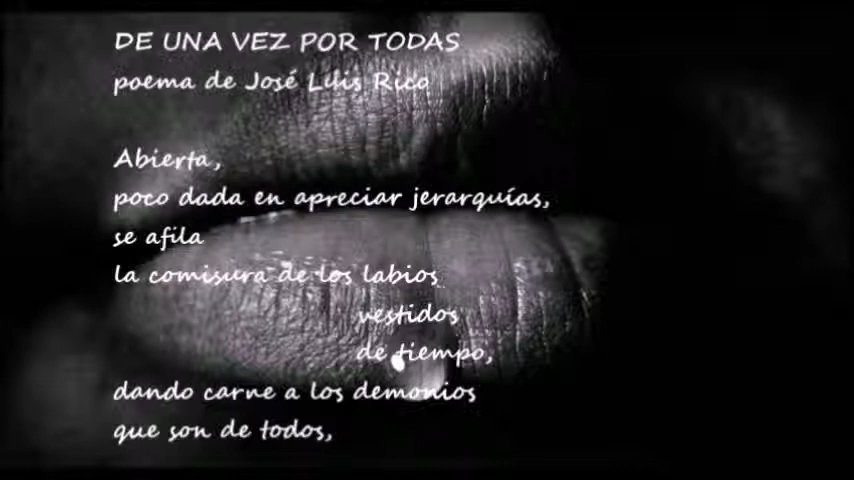 DE UNA VEZ POR TODAS
poema de José Luis Rico
Abierta,
poco dada en apreciar jerarquías,
se afila
la comisura de los labios
vestidos
de tiempo,
dando carne a los demonios
que son de todos,